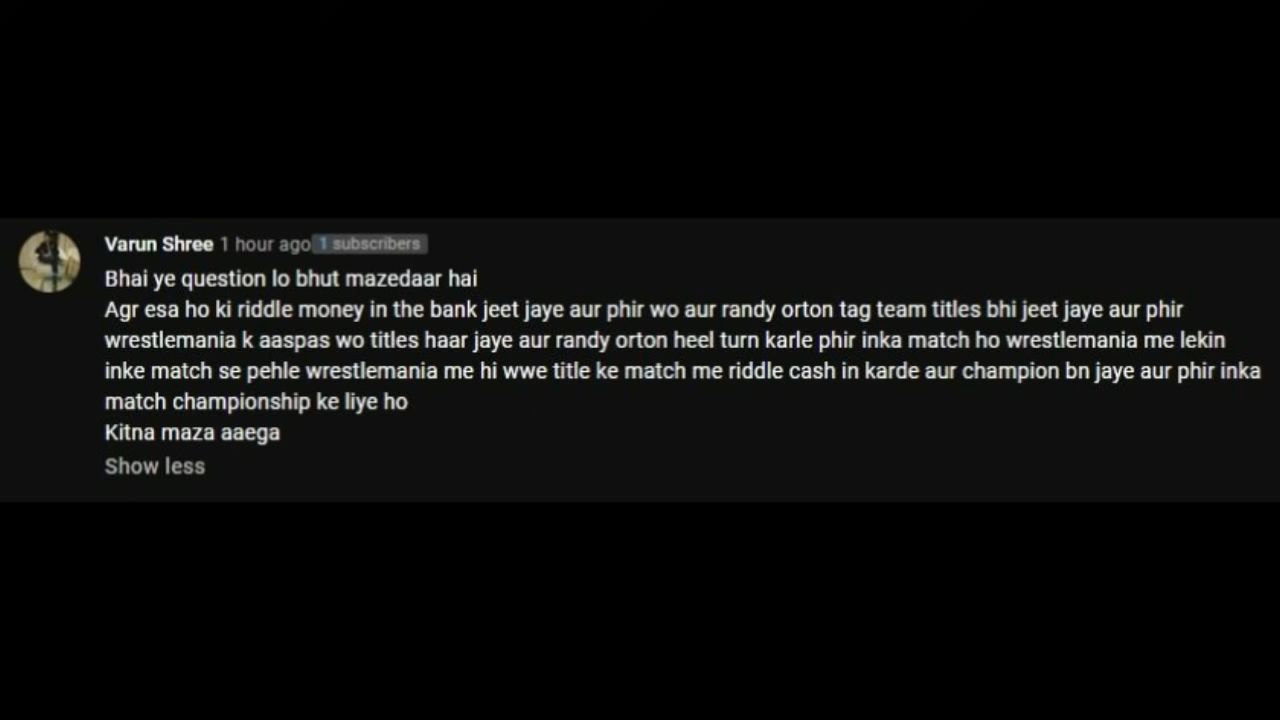 Varun Shree 1 hour ago 1 subscribers
Bhai ye question lo bhut mazedaar hai
Agr esa ho ki riddle money in the bank jeet jaye aur phir wo aur randy orton tag team titles bhi jeet jaye aur phir
wrestlemania k aaspas wo titles haar jaye aur randy orton heel turn karle phir inka match ho wrestlemania me lekin
inke match se pehle wrestlemania me hi wwe title ke match me riddle cash in karde aur champion bn jaye aur phir inka
match championship ke liye ho
Kitna maza aaega
Show less